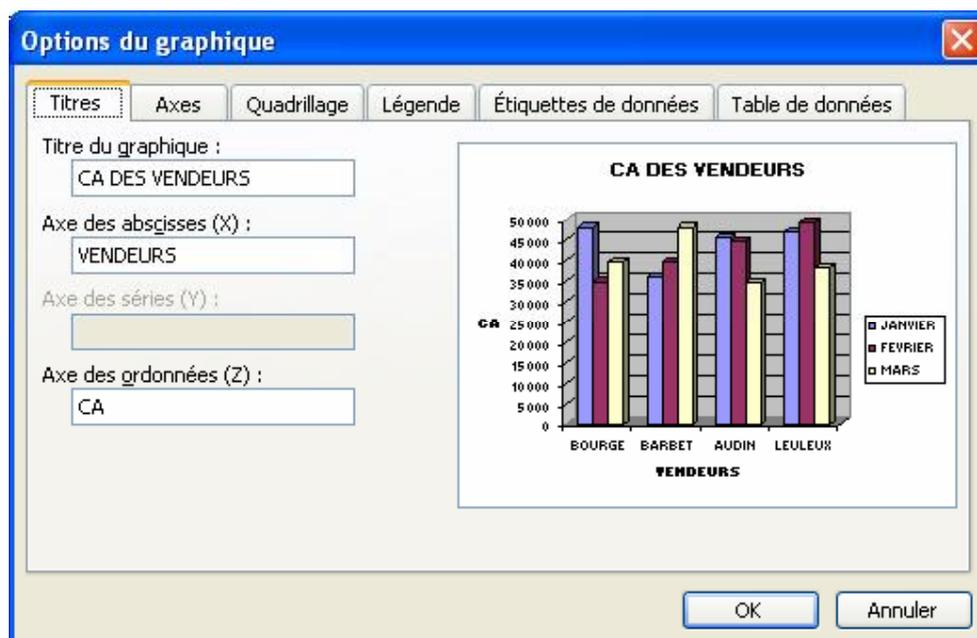 Options du graphique
Titres Axes Quadrillage Légende Étiquettes de données Table de données
Titre du graphique :
CA DES VENDEURS
Axe des abscisses (X) :
VENDEURS
Axe des séries (Y) :
Axe des ordonnées (Z) :
CA
CA DES VENDEURS
50 000
45 000
40 000
35 000
30 000
CA 25 000
20 000
15 000
10 000
5 000
0
BOURGE BARBET AUDIN LEULEUX
VENDEURS
JANVIER
FEVRIER
MARS
OK Annuler